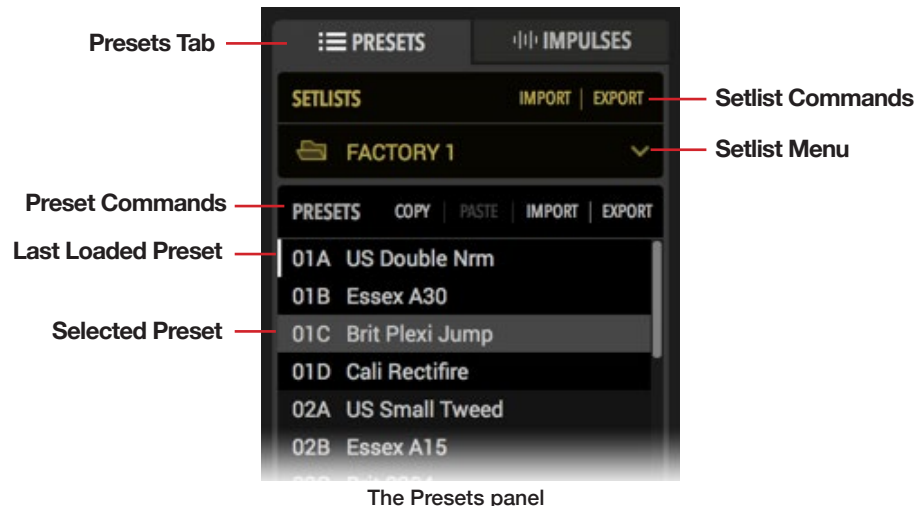 Presets Tab
PRESETS
IMPULSES
SETLISTS
IMPORT | EXPORT
Setlist Commands
FACTORY 1
Setlist Menu
Preset Commands
PRESETS COPY | PASTE | IMPORT | EXPORT
Last Loaded Preset
01A US Double Nrm
01B Essex A30
Selected Preset
01C Brit Plexi Jump
01D Cali Rectifire
02A US Small Tweed
02B Essex A15
The Presets panel